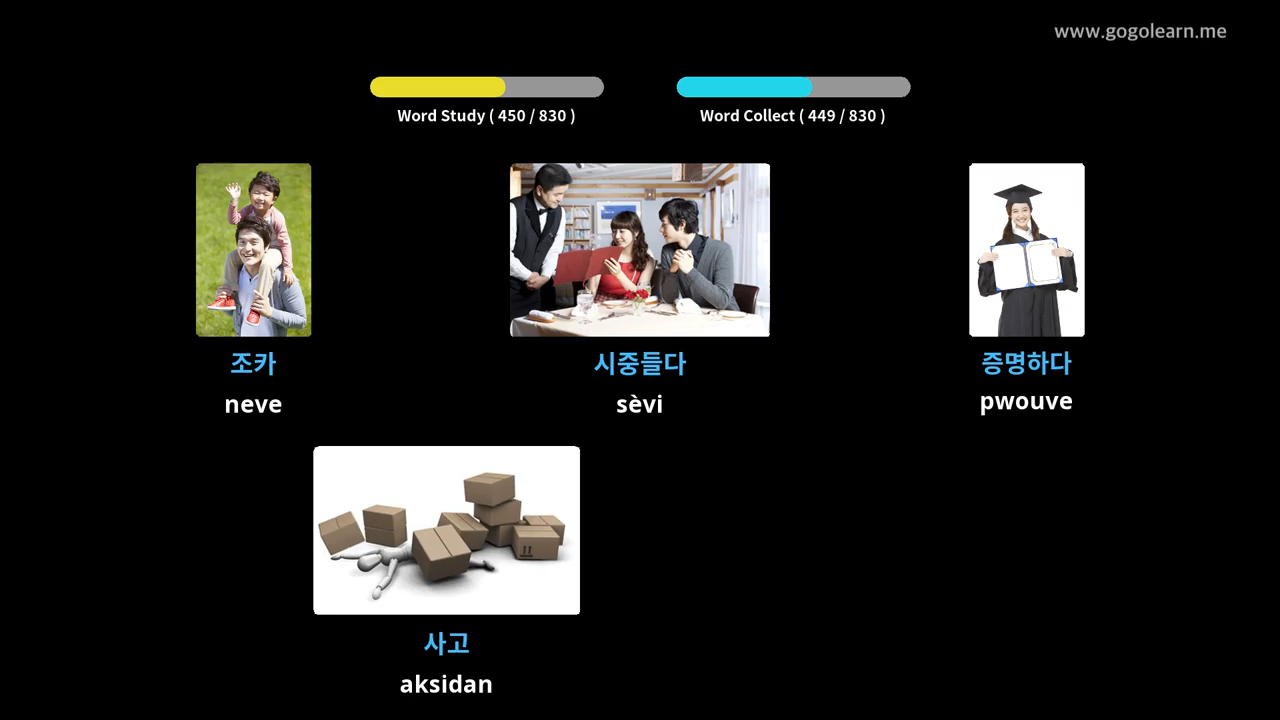 www.gogolearn.me
Word Study ( 450 / 830 )
Word Collect ( 449 / 830 )
조카
neve
시중들다
sèvi
증명하다
pwouve
사고
aksidan